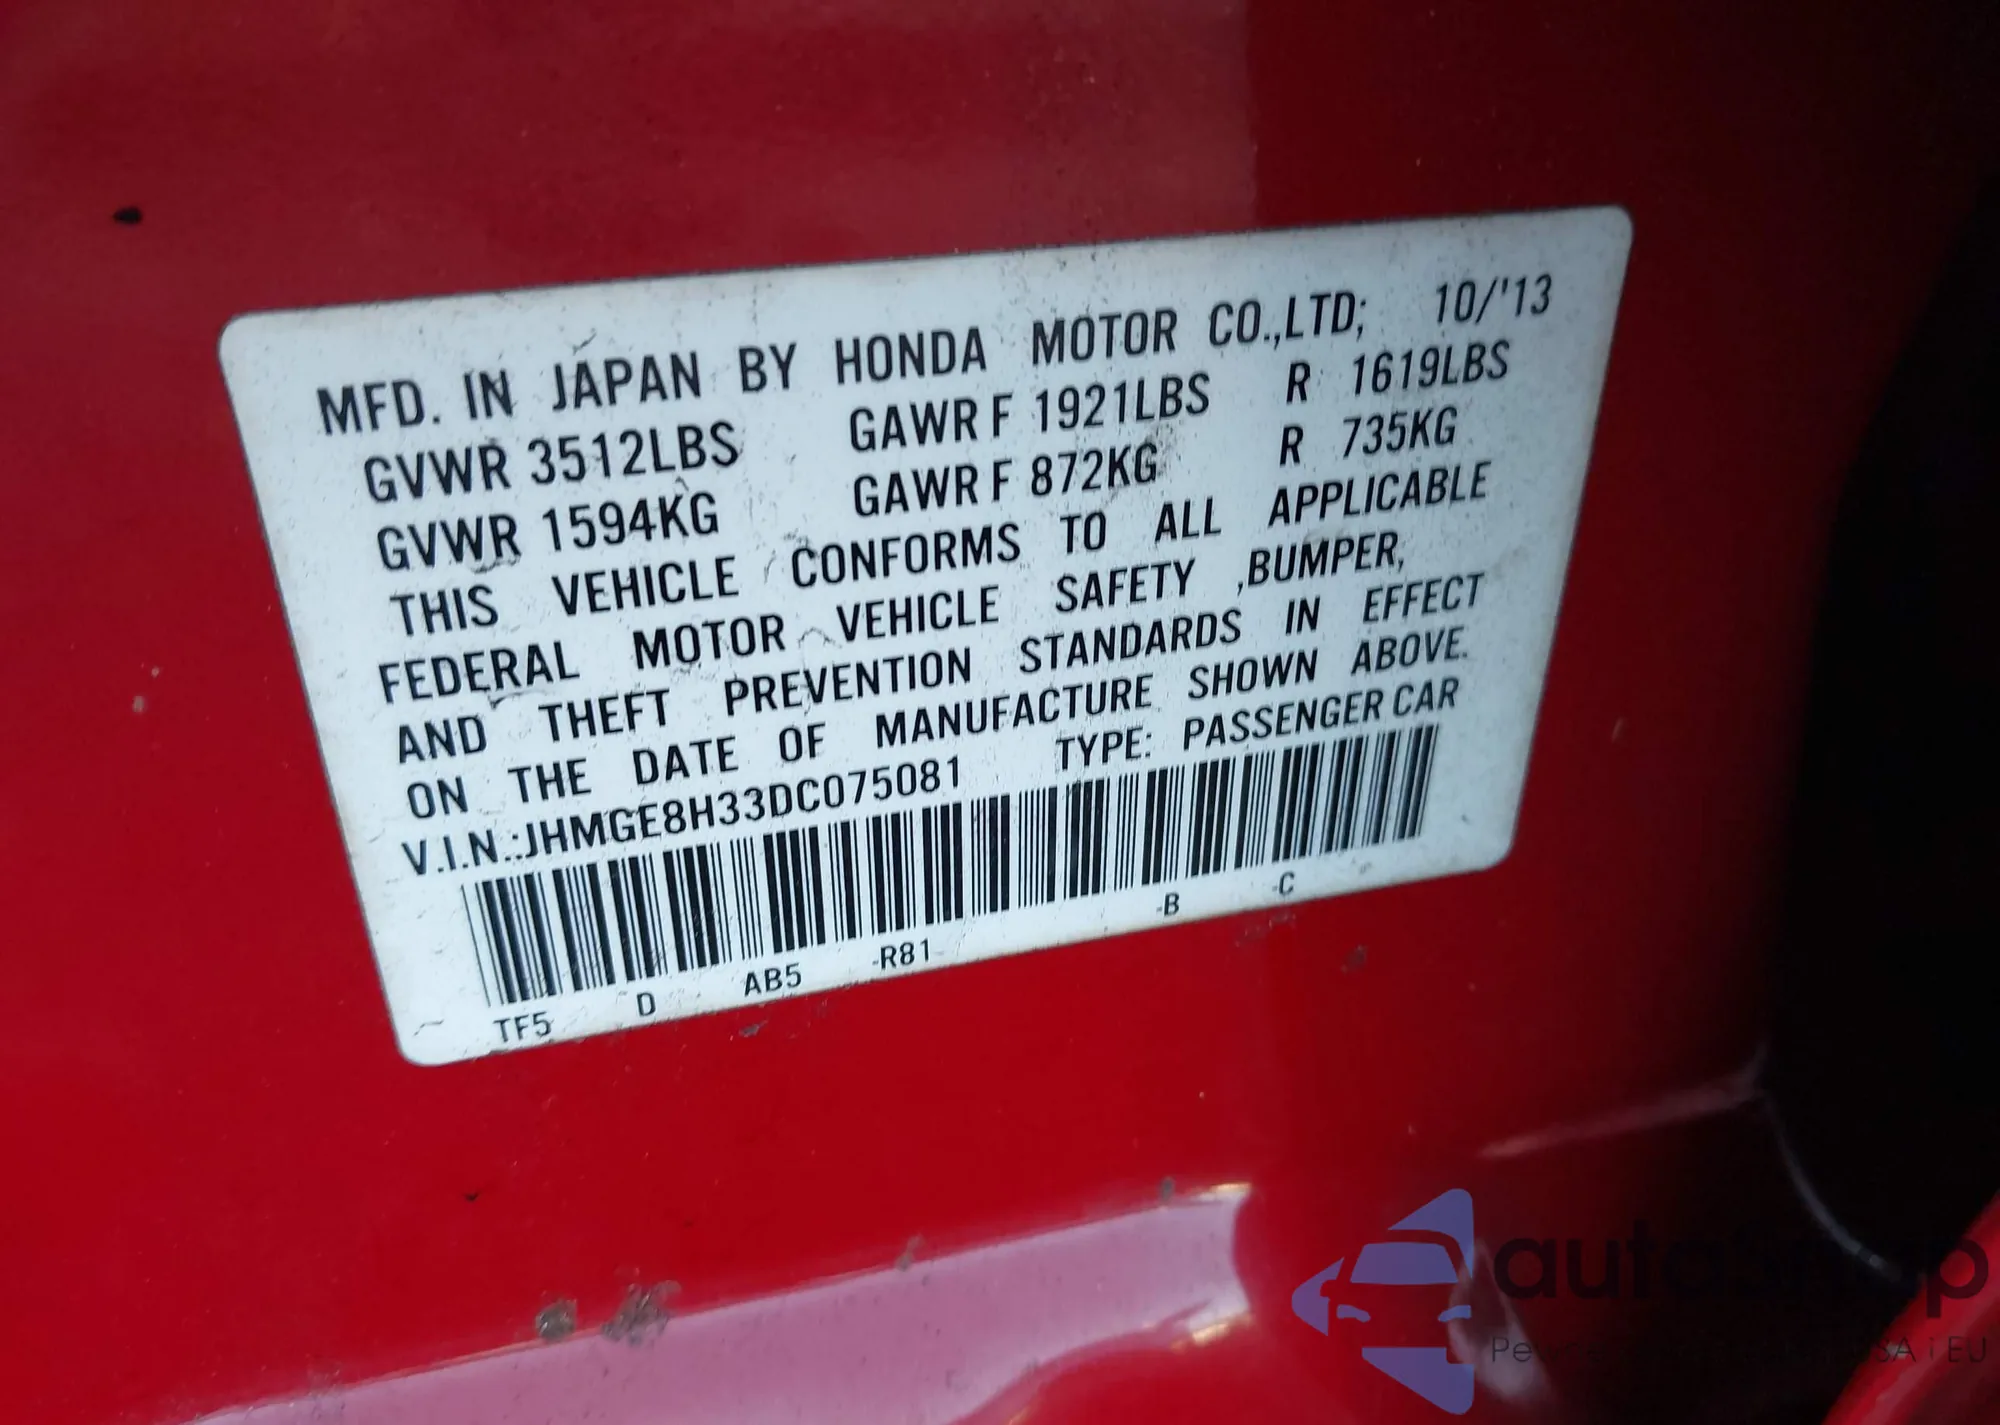 MFD. IN JAPAN BY HONDA MOTOR CO.,LTD; 10/'13
GVWR 3512LBS GAWR F 1921LBS R 1619LBS
GVWR 1594KG GAWR F 872KG R 735KG
THIS VEHICLE CONFORMS TO ALL APPLICABLE
FEDERAL MOTOR VEHICLE SAFETY ,BUMPER,
AND THEFT PREVENTION STANDARDS IN EFFECT
ON THE DATE OF MANUFACTURE SHOWN ABOVE.
V.I.N.:JHMGE8H33DC075081 TYPE: PASSENGER CAR
TF5 D AB5 -R81- -B -C
USA i EU